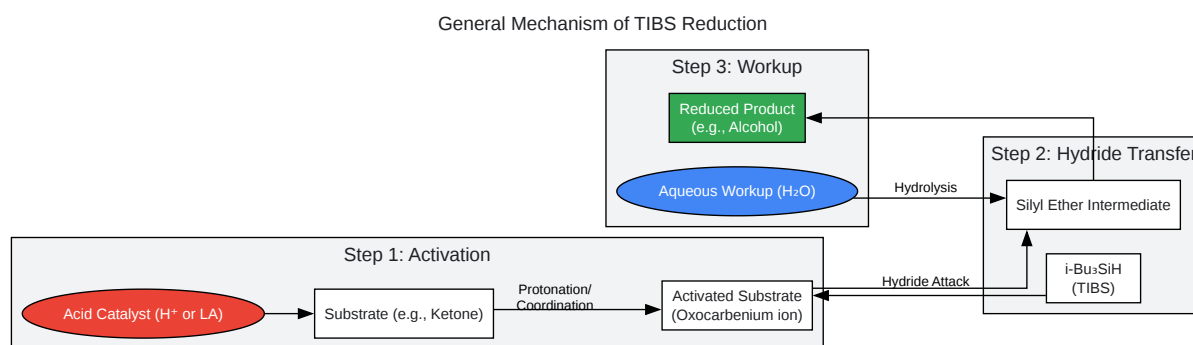 General Mechanism of TIBS Reduction
Step 3: Workup
Reduced Product
(e.g., Alcohol)
Aqueous Workup (H₂O)
Hydrolysis
Step 2: Hydride Transfer
Silyl Ether Intermediate
i-Bu₃SiH
(TIBS)
Step 1: Activation
Acid Catalyst (H⁺ or LA)
Substrate (e.g., Ketone)
Protonation/
Coordination
Activated Substrate
(Oxocarbenium ion)
Hydride Attack